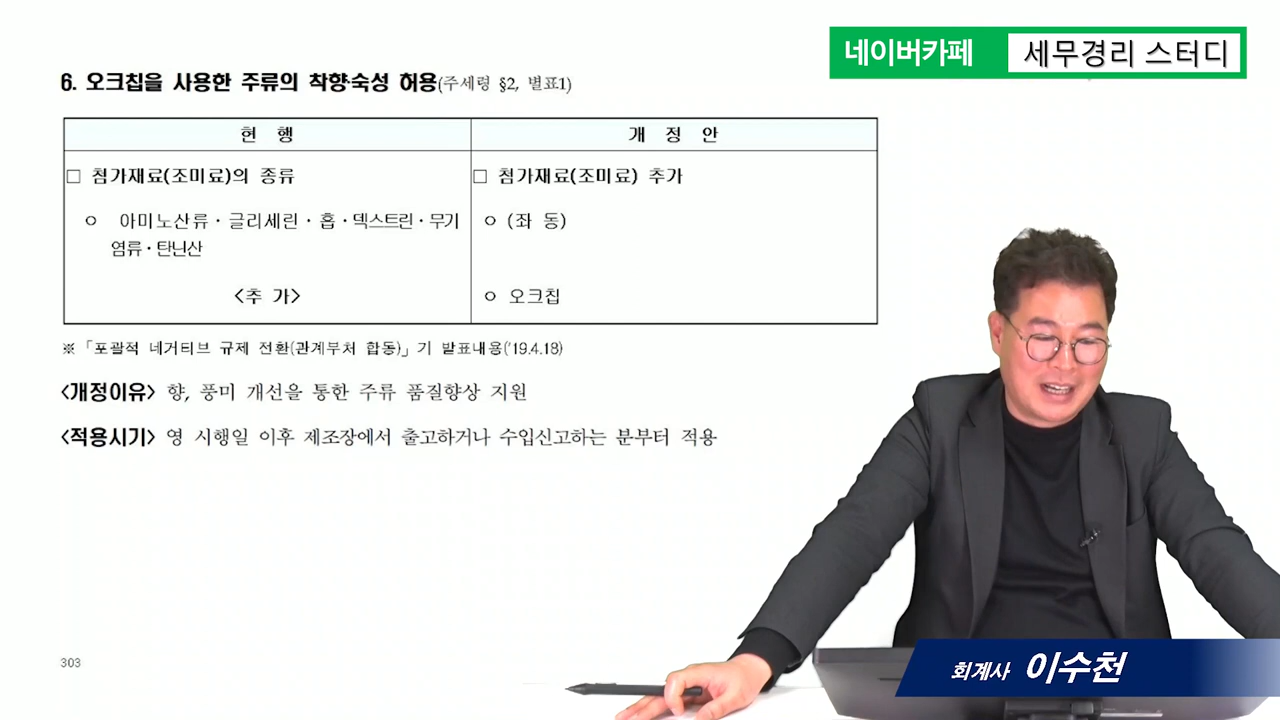 네이버카페 세무경리 스터디
6. 오크칩을 사용한 주류의 착향·숙성 허용(주세령 §2, 별표1)
현 행 개 정 안
□ 첨가재료(조미료)의 종류 □ 첨가재료(조미료) 추가
ㅇ 아미노산류·글리세린·홉·덱스트린·무기 ㅇ (좌 동)
염류·탄닌산
<추 가> ㅇ 오크칩
※ 「포괄적 네거티브 규제 전환(관계부처 합동)」 기 발표내용('19.4.18)
<개정이유> 향, 풍미 개선을 통한 주류 품질향상 지원
<적용시기> 영 시행일 이후 제조장에서 출고하거나 수입신고하는 분부터 적용
303
회계사 이수천